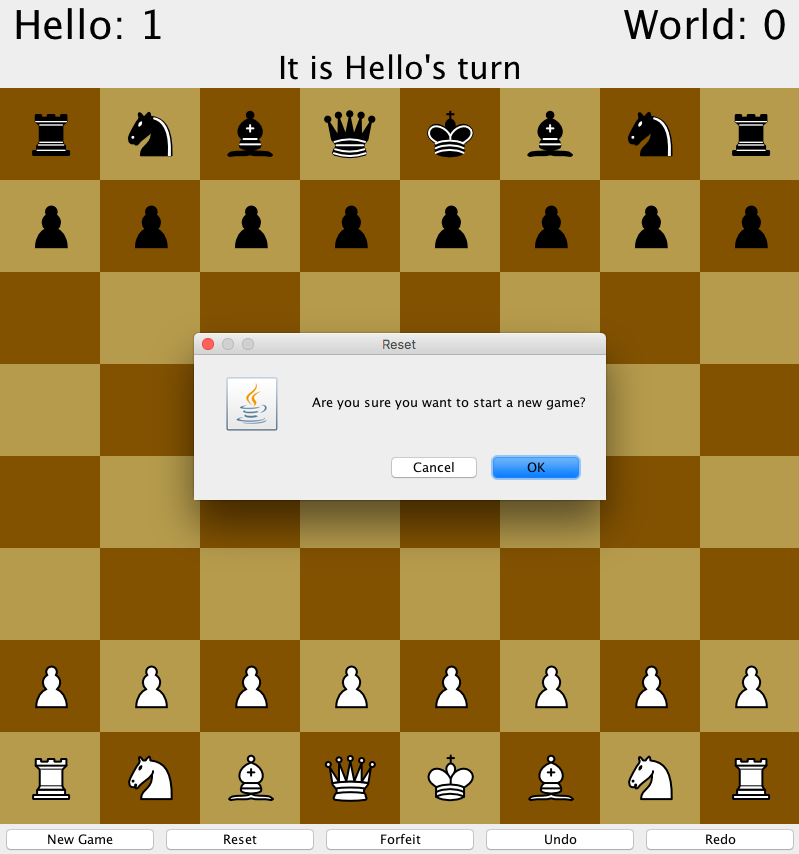 Hello: 1
World: 0
It is Hello's turn
Reset
Are you sure you want to start a new game?
Cancel
OK
New Game
Reset
Forfeit
Undo
Redo